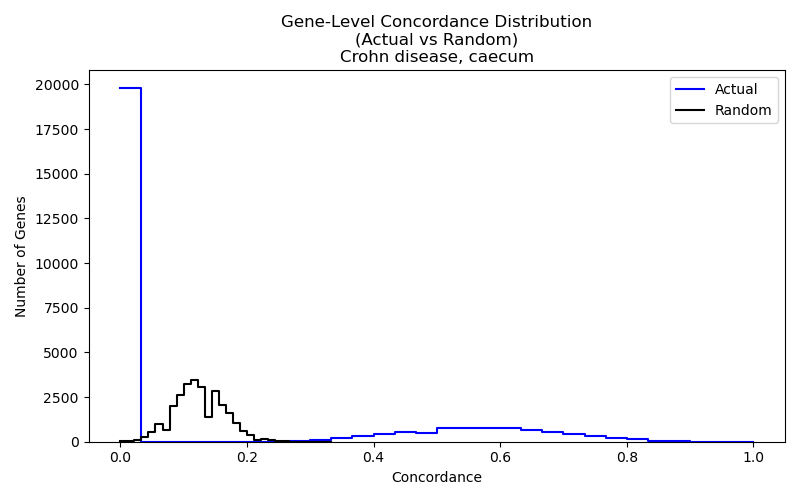 Gene-Level Concordance Distribution
(Actual vs Random)
Crohn disease, caecum
Actual
Random
20000
17500
15000
12500
10000
7500
5000
2500
0
Number of Genes
0.0 0.2 0.4 0.6 0.8 1.0
Concordance